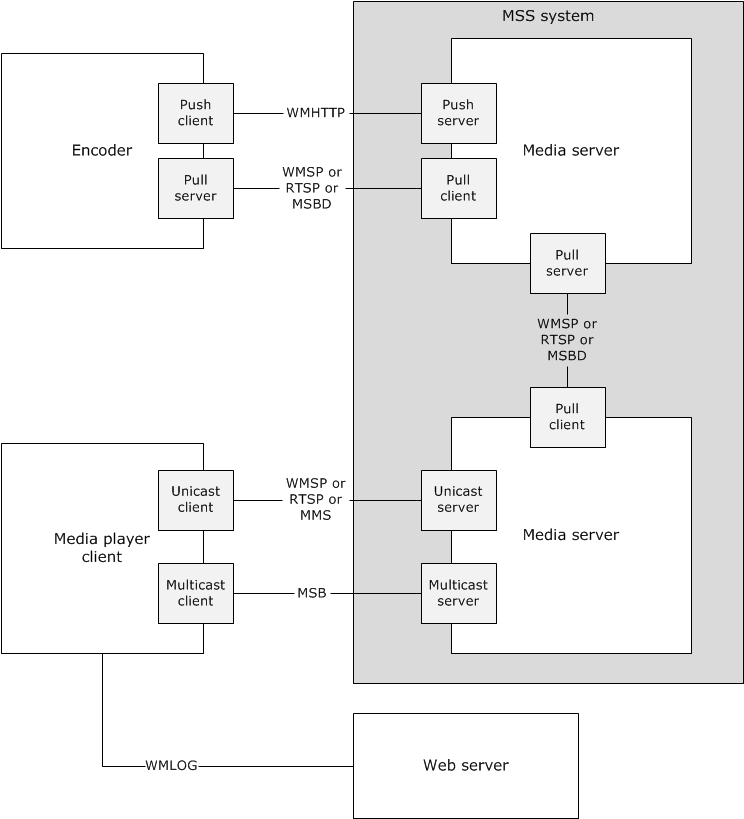 MSS system
Push
client
WMHTTP
Push
server
Encoder
Media server
Pull
server
WMSP or
RTSP or
MSBD
Pull
client
Pull
server
WMSP or
RTSP or
MSBD
Pull
client
Unicast
client
WMSP or
RTSP or
MMS
Unicast
server
Media player
client
Media server
Multicast
client
MSB
Multicast
server
WMLOG
Web server